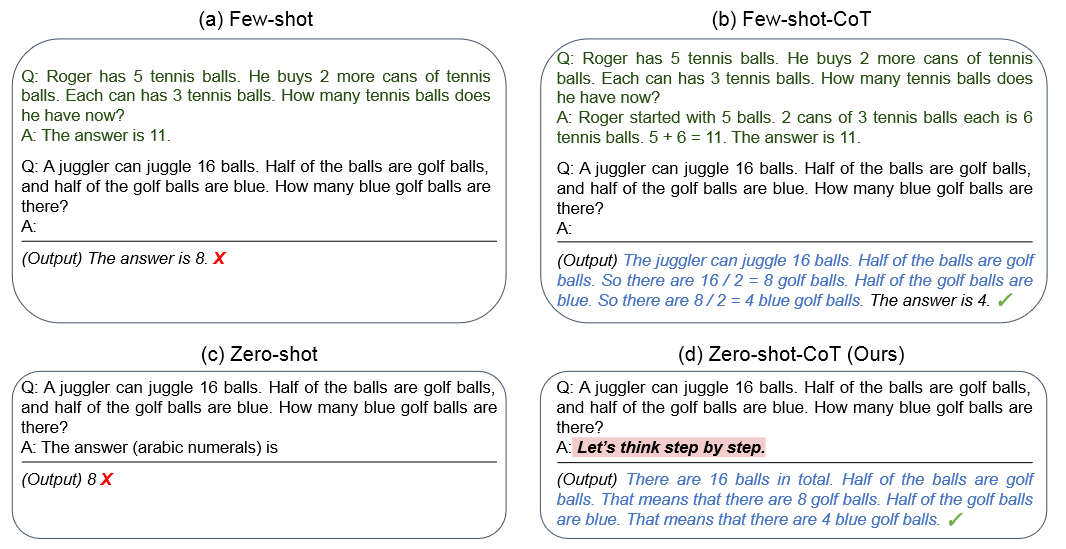 (a) Few-shot
Q: Roger has 5 tennis balls. He buys 2 more cans of tennis
balls. Each can has 3 tennis balls. How many tennis balls does
he have now?
A: The answer is 11.
Q: A juggler can juggle 16 balls. Half of the balls are golf balls,
and half of the golf balls are blue. How many blue golf balls are
there?
A:
(Output) The answer is 8. X
(b) Few-shot-CoT
Q: Roger has 5 tennis balls. He buys 2 more cans of tennis
balls. Each can has 3 tennis balls. How many tennis balls does
he have now?
A: Roger started with 5 balls. 2 cans of 3 tennis balls each is 6
tennis balls. 5 + 6 = 11. The answer is 11.
Q: A juggler can juggle 16 balls. Half of the balls are golf balls,
and half of the golf balls are blue. How many blue golf balls are
there?
A:
(Output) The juggler can juggle 16 balls. Half of the balls are golf
balls. So there are 16 / 2 = 8 golf balls. Half of the golf balls are
blue. So there are 8 / 2 = 4 blue golf balls. The answer is 4. ✓
(c) Zero-shot
Q: A juggler can juggle 16 balls. Half of the balls are golf balls,
and half of the golf balls are blue. How many blue golf balls are
there?
A: The answer (arabic numerals) is
(Output) 8 X
(d) Zero-shot-CoT (Ours)
Q: A juggler can juggle 16 balls. Half of the balls are golf balls,
and half of the golf balls are blue. How many blue golf balls are
there?
A: Let's think step by step.
(Output) There are 16 balls in total. Half of the balls are golf
balls. That means that there are 8 golf balls. Half of the golf balls
are blue. That means that there are 4 blue golf balls. ✓